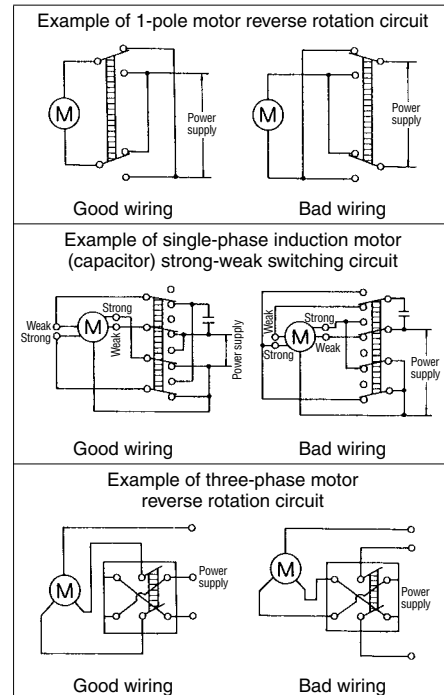 Example of 1-pole motor reverse rotation circuit
M
Power
supply
M
Power
supply
Good wiring
Bad wiring
Example of single-phase induction motor
(capacitor) strong-weak switching circuit
Weak
Strong
M
Strong
Weak
Power supply
Good wiring
Weak
Strong
M
Strong
Weak
Power
supply
Bad wiring
Example of three-phase motor
reverse rotation circuit
M
Power
supply
M
Power
supply
Good wiring
Bad wiring